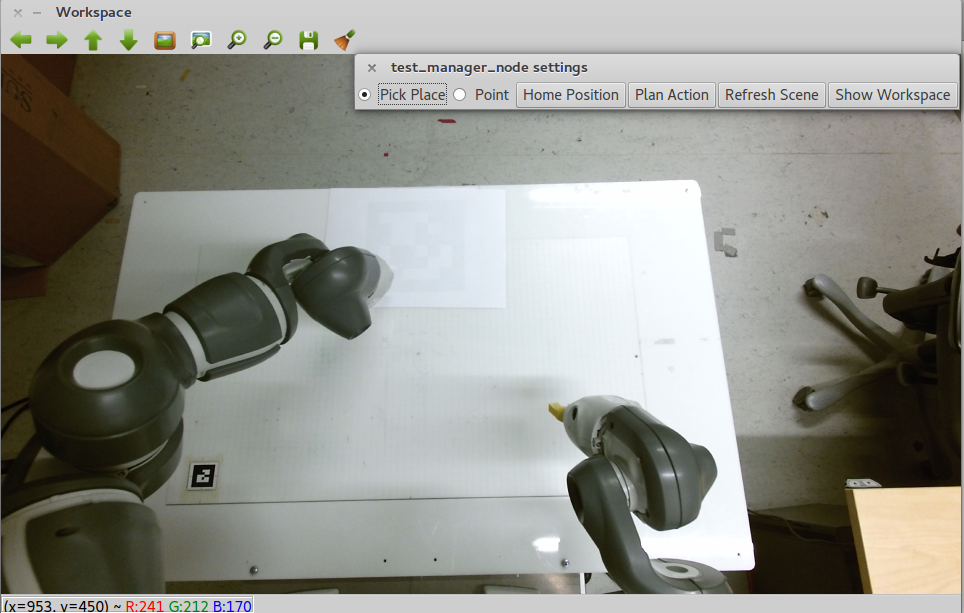 Workspace
test_manager_node settings
Pick Place Point Home Position Plan Action Refresh Scene Show Workspace
(x=953, y=450) ~ R:241 G:212 B:170